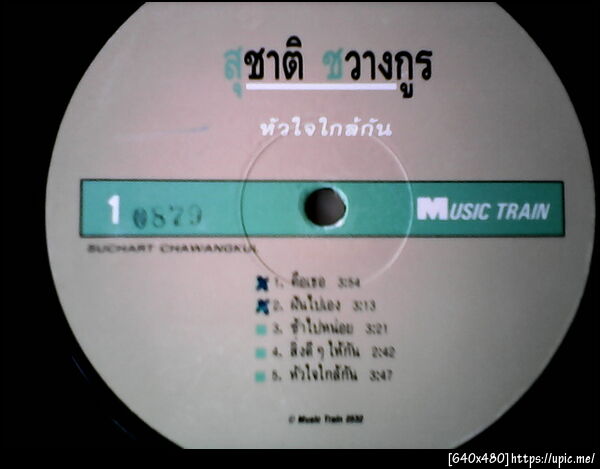 สุชาติ ชวางกูร
หัวใจใกล้กัน
1 0879 MUSIC TRAIN
SUCHART CHAWANGKUL
1. คือเธอ 3:54
2. ฝันไปเอง 3:13
3. ช้าไปหน่อย 3:21
4. สิ่งดีๆ ให้กัน 2:42
5. หัวใจใกล้กัน 3:47
© Music Train 2532
[640x480]https://upic.me/